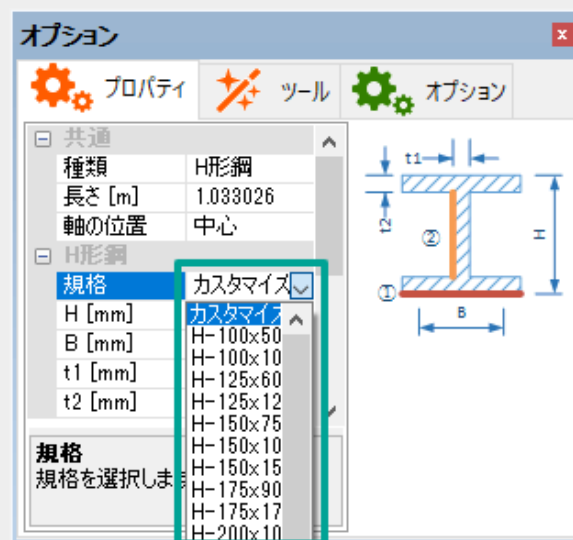 オプション
プロパティ ツール オプション
共通
種類 H形鋼
長さ [m] 1.033026
軸の位置 中心
H形鋼
規格 カスタマイズ
H [mm] カスタマイズ
B [mm] H-100x50
t1 [mm] H-100x10
t2 [mm] H-125x60
H-125x12
H-150x75
H-150x10
H-150x15
H-175x90
H-175x17
H-200x10
規格
規格を選択しま
t1
t2
②
H
①
B